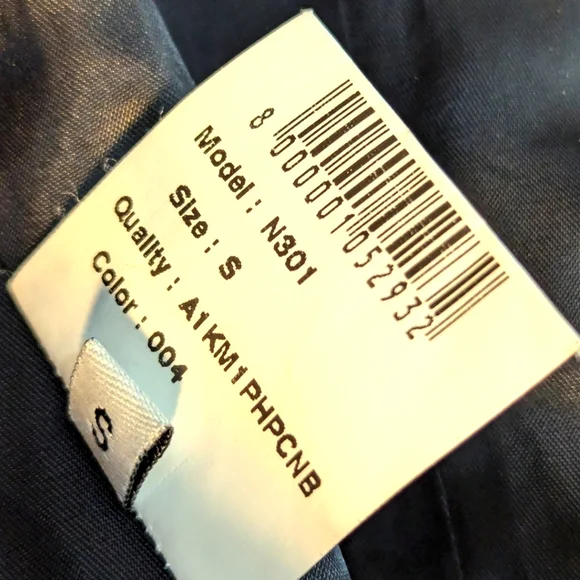 8 000001 052932
Model : N301
Size : S
Quality : A1KM1PHPCNB
Color : 004
S